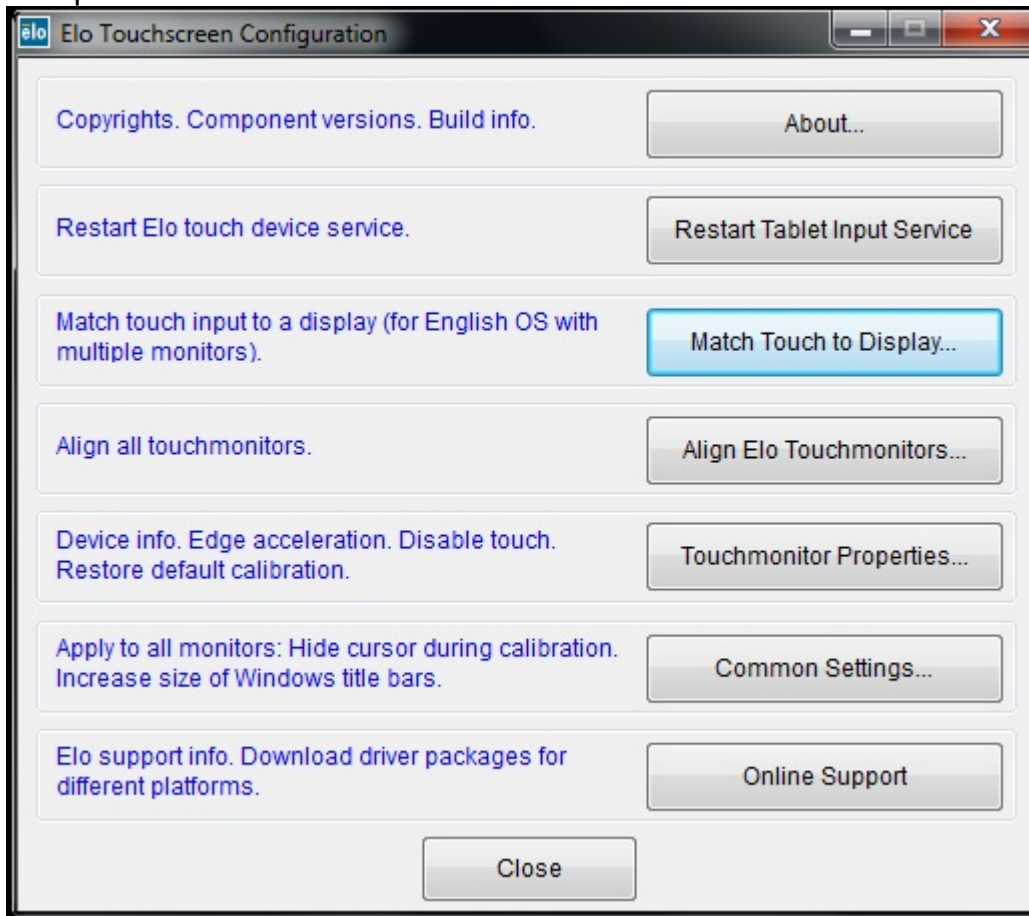 elo Elo Touchscreen Configuration
Copyrights. Component versions. Build info.
About...
Restart Elo touch device service.
Restart Tablet Input Service
Match touch input to a display (for English OS with
multiple monitors).
Match Touch to Display...
Align all touchmonitors.
Align Elo Touchmonitors...
Device info. Edge acceleration. Disable touch.
Restore default calibration.
Touchmonitor Properties...
Apply to all monitors: Hide cursor during calibration.
Increase size of Windows title bars.
Common Settings...
Elo support info. Download driver packages for
different platforms.
Online Support
Close